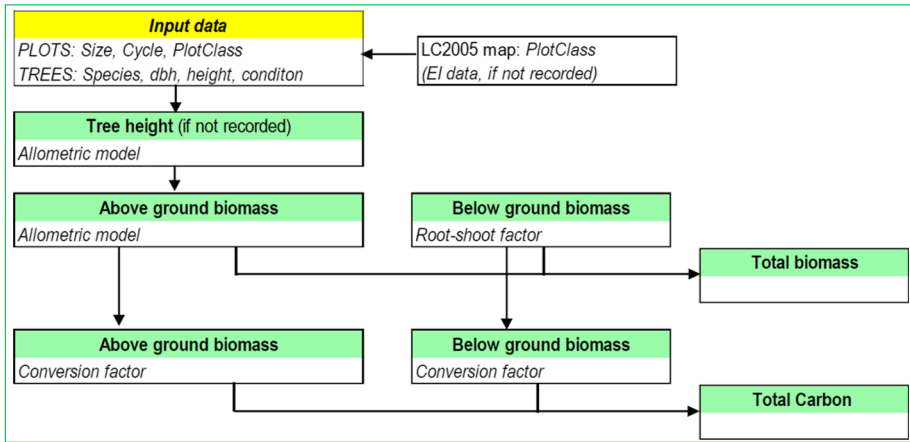 Input data
PLOTS: Size, Cycle, PlotClass
TREES: Species, dbh, height, conditon
LC2005 map: PlotClass
(EI data, if not recorded)
Tree height (if not recorded)
Allometric model
Above ground biomass
Allometric model
Below ground biomass
Root-shoot factor
Total biomass
Above ground biomass
Conversion factor
Below ground biomass
Conversion factor
Total Carbon